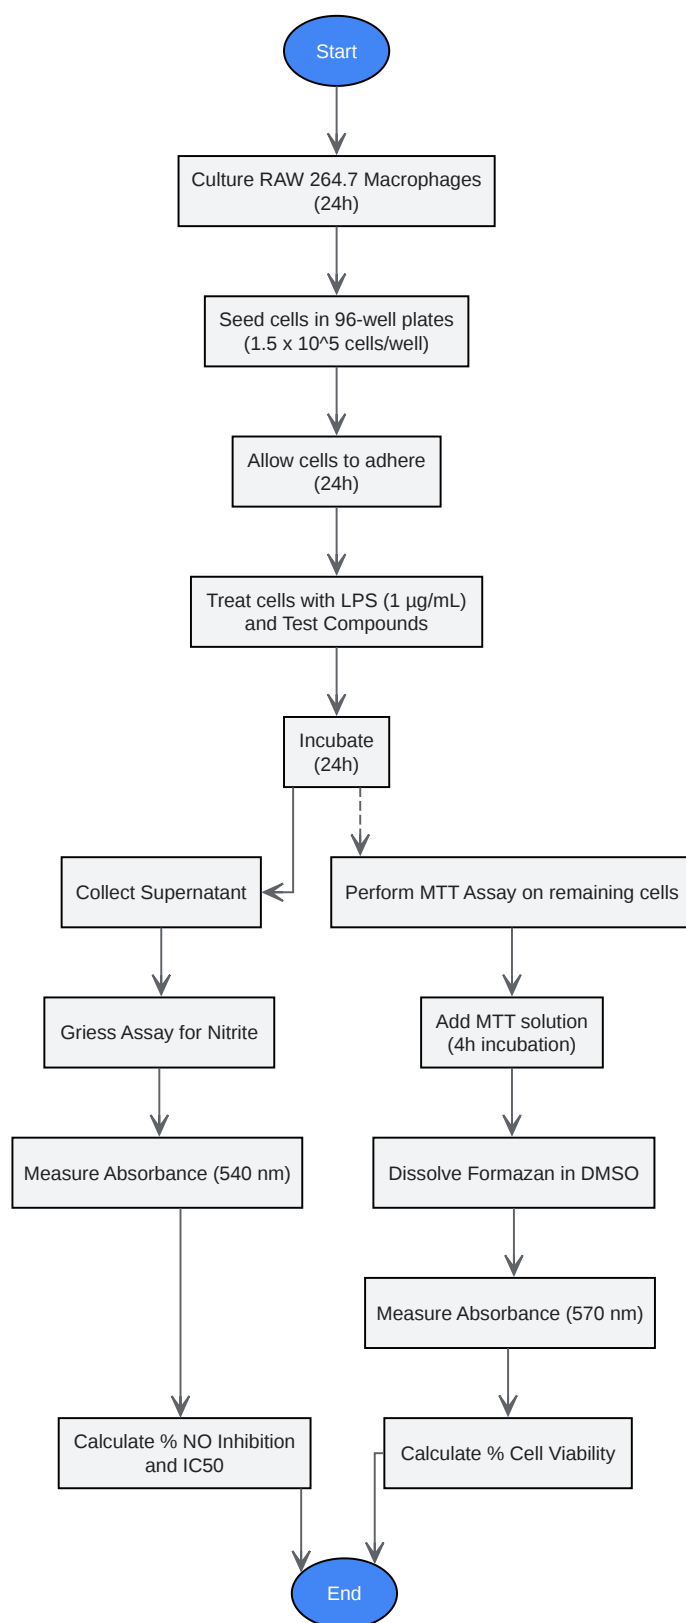 Start
Culture RAW 264.7 Macrophages
(24h)
Seed cells in 96-well plates
(1.5 x 10^5 cells/well)
Allow cells to adhere
(24h)
Treat cells with LPS (1 µg/mL)
and Test Compounds
Incubate
(24h)
Collect Supernatant
Perform MTT Assay on remaining cells
Griess Assay for Nitrite
Add MTT solution
(4h incubation)
Measure Absorbance (540 nm)
Dissolve Formazan in DMSO
Measure Absorbance (570 nm)
Calculate % NO Inhibition
and IC50
Calculate % Cell Viability
End